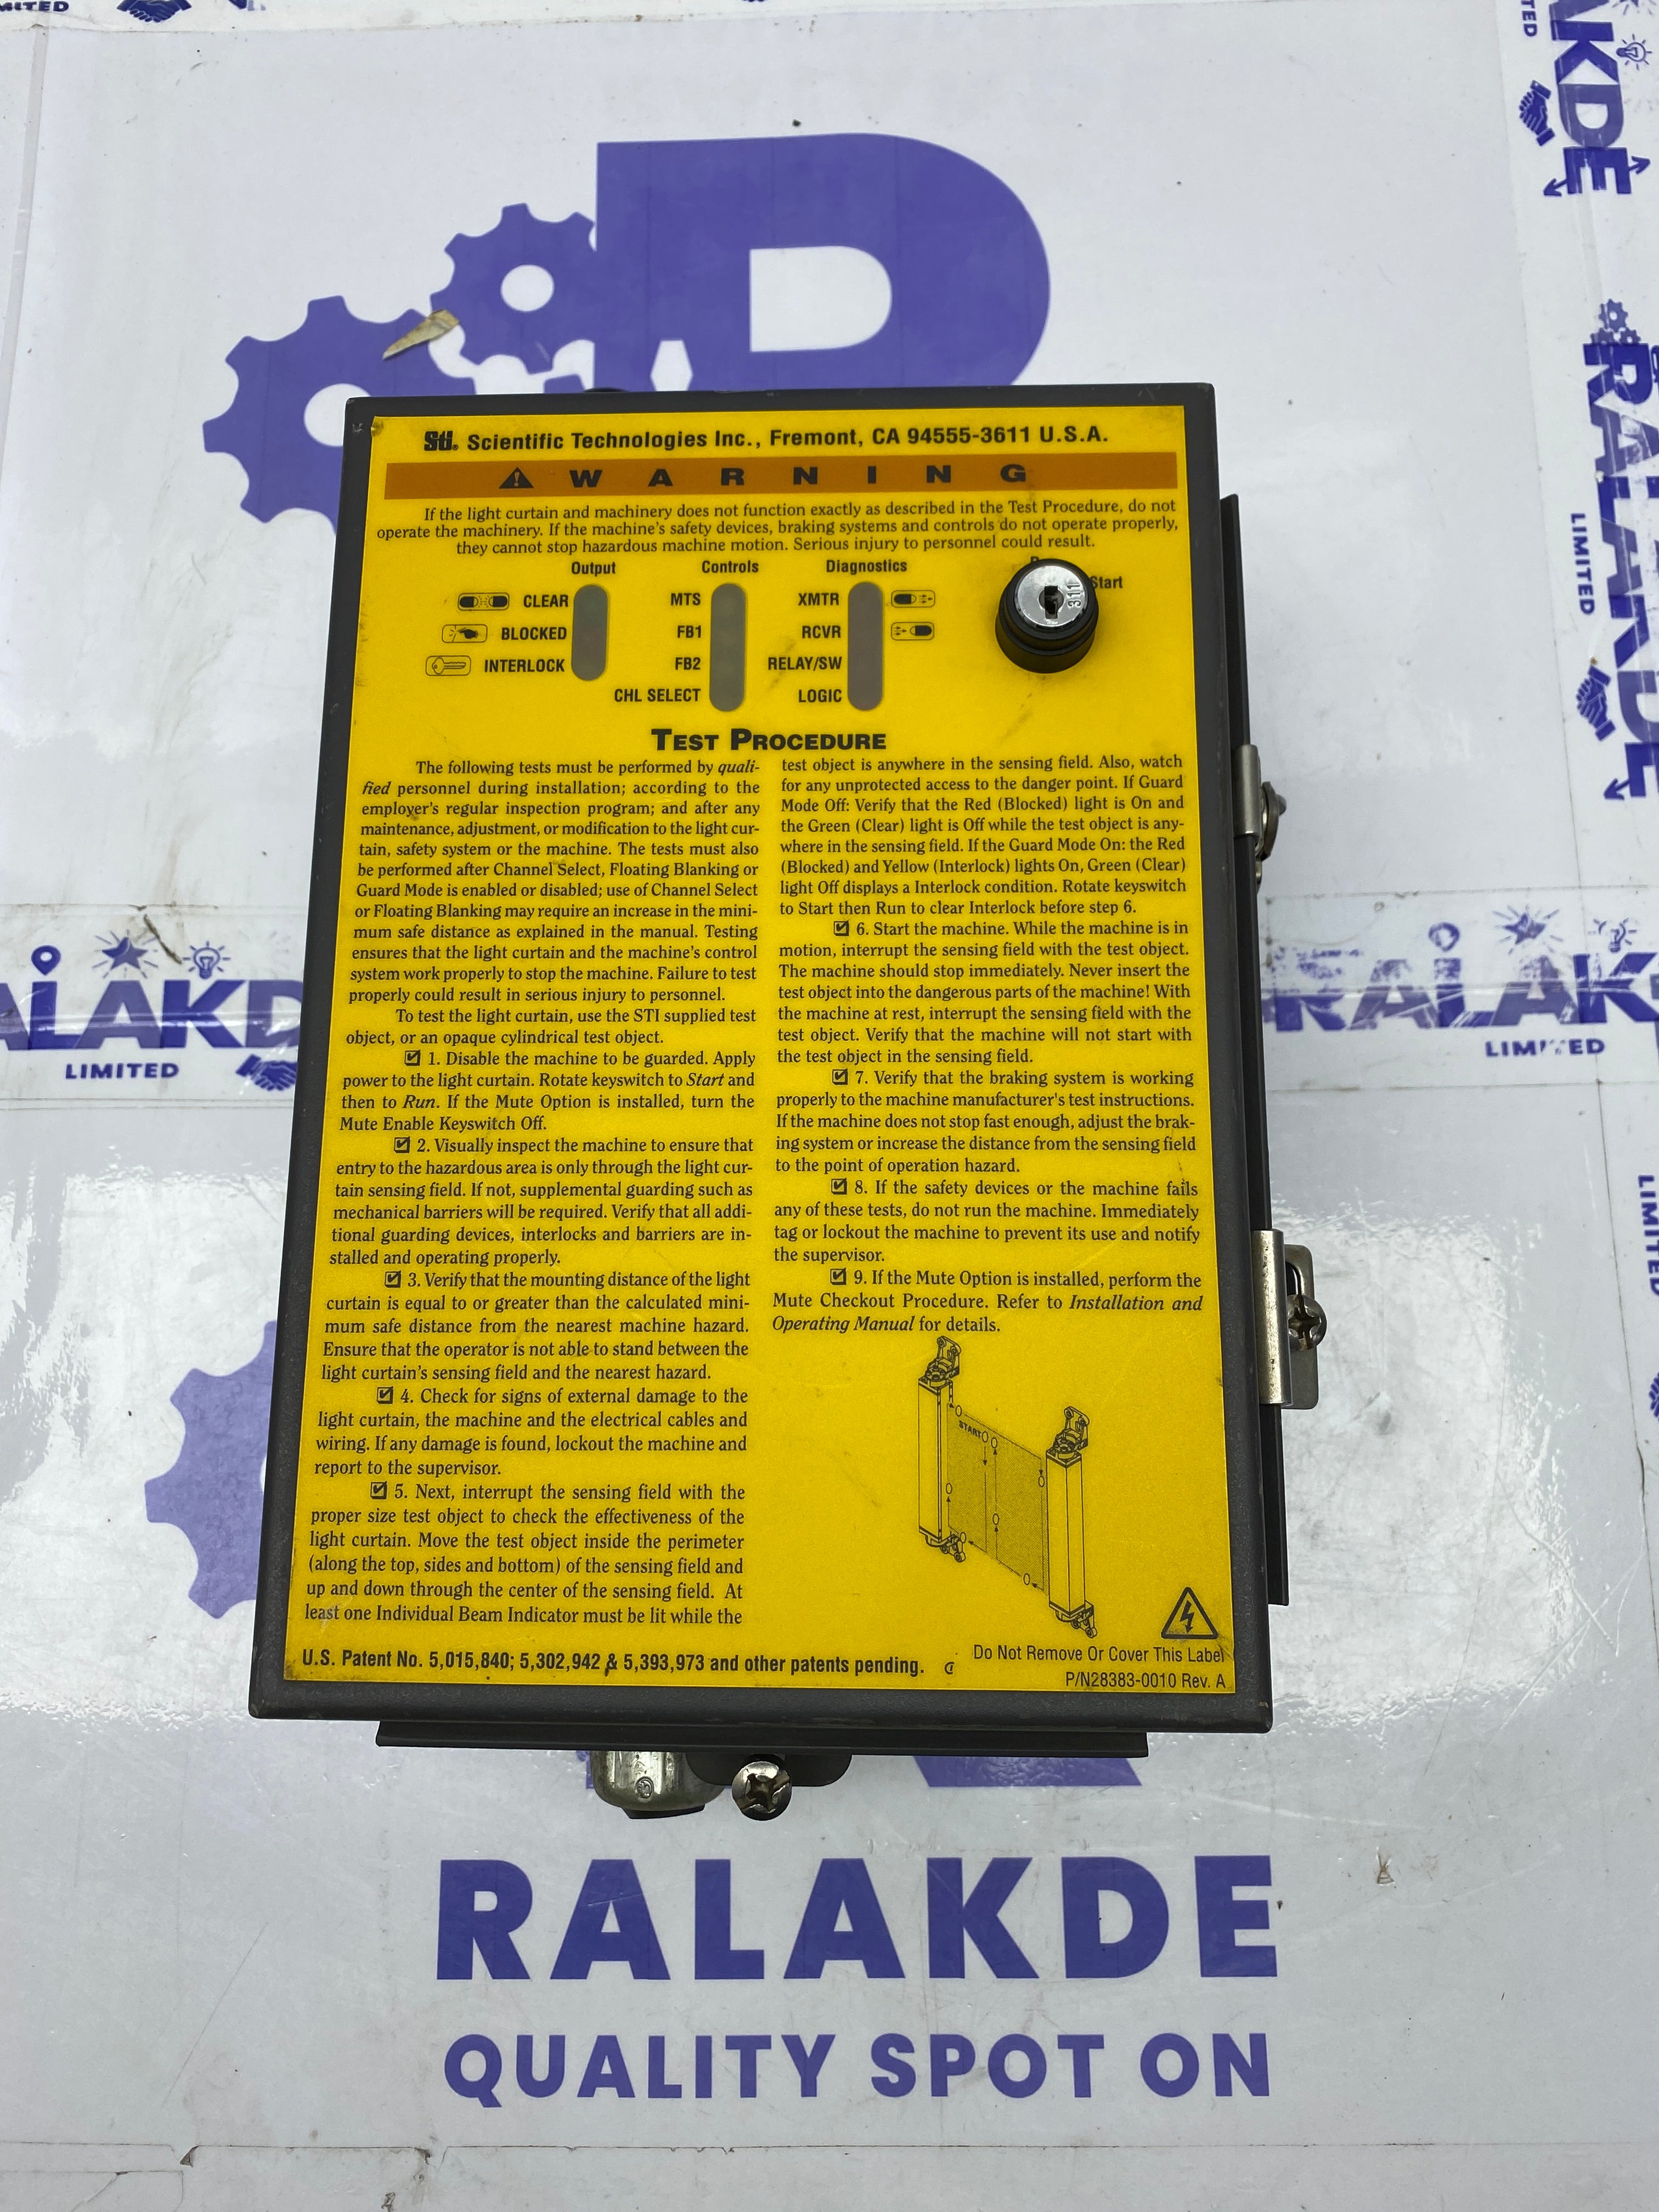 STI Scientific Technologies Inc., Fremont, CA 94555-3611 U.S.A.
WARNING
If the light curtain and machinery does not function exactly as described in the Test Procedure, do not
operate the machinery. If the machine's safety devices, braking systems and controls do not operate properly,
they cannot stop hazardous machine motion. Serious injury to personnel could result.
Output Controls Diagnostics
Start
CLEAR MTS XMTR
BLOCKED FB1 RCVR
INTERLOCK FB2 RELAY/SW
CHL SELECT LOGIC
311
TEST PROCEDURE
The following tests must be performed by quali-
fied personnel during installation; according to the
employer's regular inspection program; and after any
maintenance, adjustment, or modification to the light cur-
tain, safety system or the machine. The tests must also
be performed after Channel Select, Floating Blanking or
Guard Mode is enabled or disabled; use of Channel Select
or Floating Blanking may require an increase in the mini-
mum safe distance as explained in the manual. Testing
ensures that the light curtain and the machine's control
system work properly to stop the machine. Failure to test
properly could result in serious injury to personnel.
To test the light curtain, use the STI supplied test
object, or an opaque cylindrical test object.
☑ 1. Disable the machine to be guarded. Apply
power to the light curtain. Rotate keyswitch to Start and
then to Run. If the Mute Option is installed, turn the
Mute Enable Keyswitch Off.
☑ 2. Visually inspect the machine to ensure that
entry to the hazardous area is only through the light cur-
tain sensing field. If not, supplemental guarding such as
mechanical barriers will be required. Verify that all addi-
tional guarding devices, interlocks and barriers are in-
stalled and operating properly.
☑ 3. Verify that the mounting distance of the light
curtain is equal to or greater than the calculated mini-
mum safe distance from the nearest machine hazard.
Ensure that the operator is not able to stand between the
light curtain's sensing field and the nearest hazard.
☑ 4. Check for signs of external damage to the
light curtain, the machine and the electrical cables and
wiring. If any damage is found, lockout the machine and
report to the supervisor.
☑ 5. Next, interrupt the sensing field with the
proper size test object to check the effectiveness of the
light curtain. Move the test object inside the perimeter
(along the top, sides and bottom) of the sensing field and
up and down through the center of the sensing field. At
least one Individual Beam Indicator must be lit while the
test object is anywhere in the sensing field. Also, watch
for any unprotected access to the danger point. If Guard
Mode Off: Verify that the Red (Blocked) light is On and
the Green (Clear) light is Off while the test object is any-
where in the sensing field. If the Guard Mode On: the Red
(Blocked) and Yellow (Interlock) lights On, Green (Clear)
light Off displays a Interlock condition. Rotate keyswitch
to Start then Run to clear Interlock before step 6.
☑ 6. Start the machine. While the machine is in
motion, interrupt the sensing field with the test object.
The machine should stop immediately. Never insert the
test object into the dangerous parts of the machine! With
the machine at rest, interrupt the sensing field with the
test object. Verify that the machine will not start with
the test object in the sensing field.
☑ 7. Verify that the braking system is working
properly to the machine manufacturer's test instructions.
If the machine does not stop fast enough, adjust the brak-
ing system or increase the distance from the sensing field
to the point of operation hazard.
☑ 8. If the safety devices or the machine fails
any of these tests, do not run the machine. Immediately
tag or lockout the machine to prevent its use and notify
the supervisor.
☑ 9. If the Mute Option is installed, perform the
Mute Checkout Procedure. Refer to Installation and
Operating Manual for details.
START
U.S. Patent No. 5,015,840; 5,302,942 & 5,393,973 and other patents pending.
Do Not Remove Or Cover This Label
P/N28383-0010 Rev. A
RALAKDE
QUALITY SPOT ON
ALAKD
LIMITED
RALAK
LIMITED
AKDE
LIMITED
RALAKDE
LIMITED